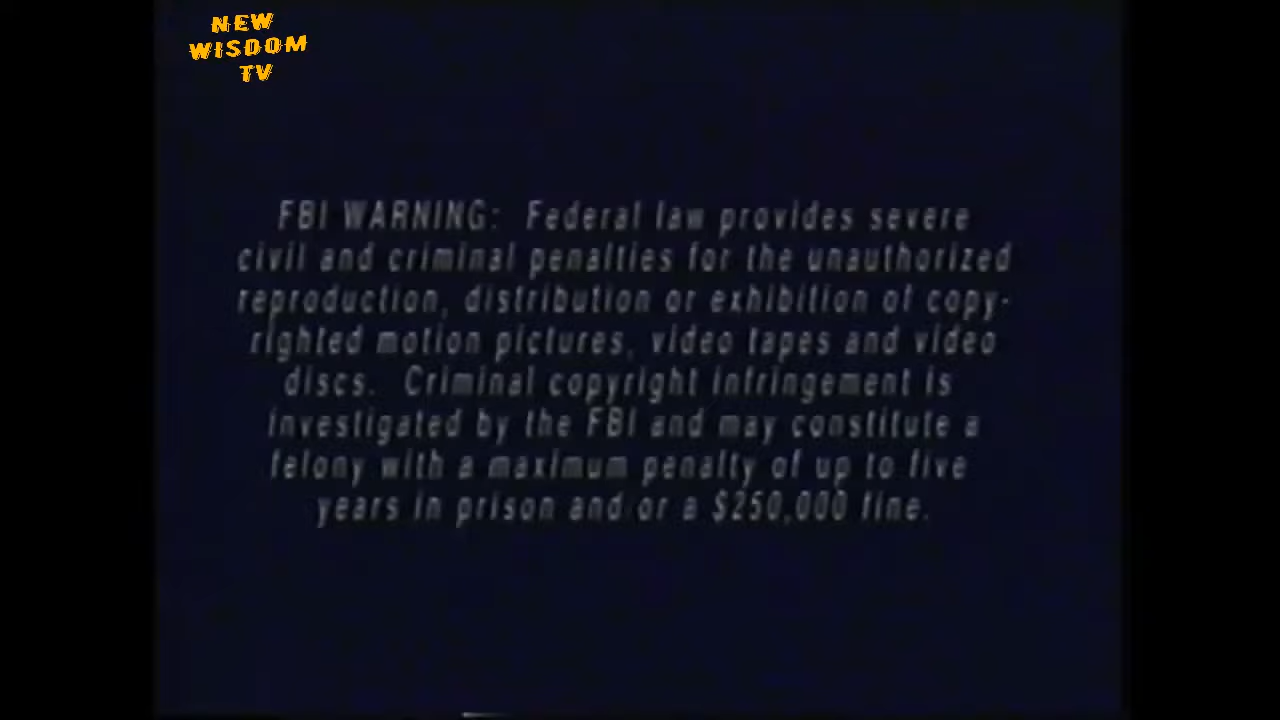 NEW
WISDOM
TV
FBI WARNING: Federal law provides severe
civil and criminal penalties for the unauthorized
reproduction, distribution or exhibition of copy-
righted motion pictures, video tapes and video
discs. Criminal copyright infringement is
investigated by the FBI and may constitute a
felony with a maximum penalty of up to five
years in prison and or a $250,000 fine.